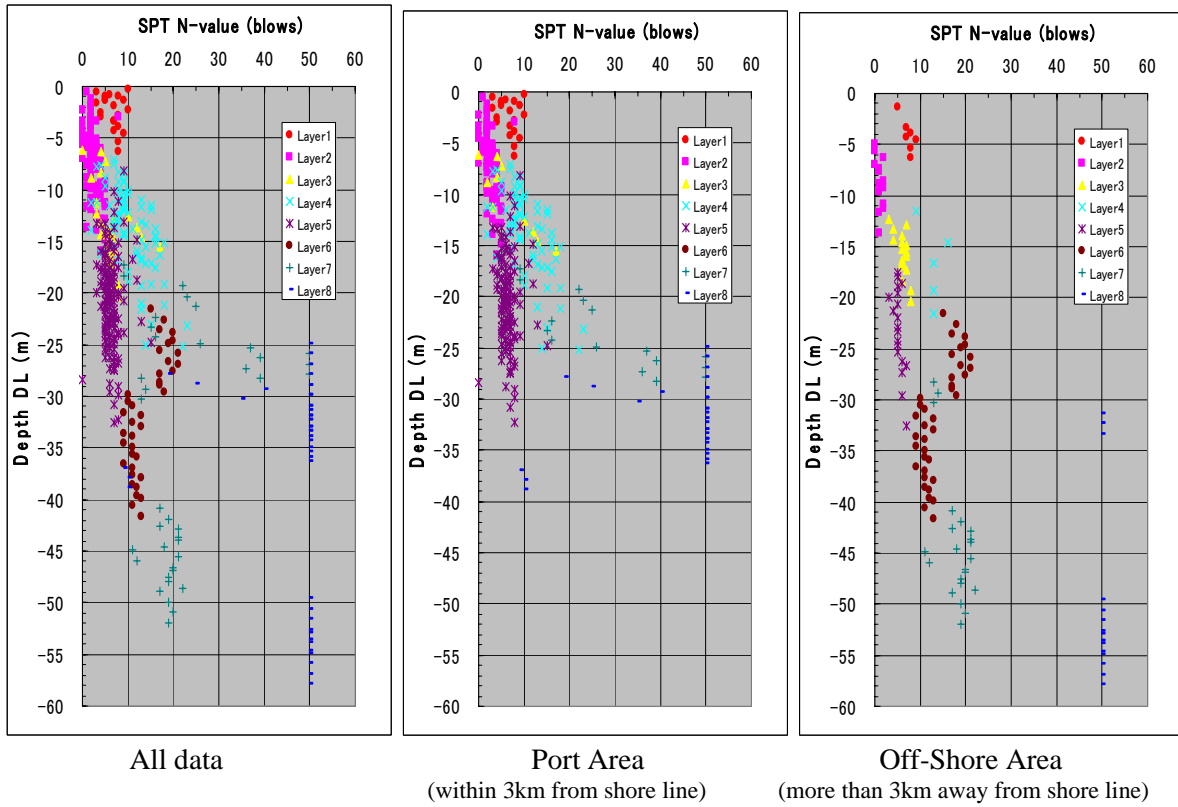 SPT N-value (blows)
0 10 20 30 40 50 60
Depth DL (m)
0
-5
-10
-15
-20
-25
-30
-35
-40
-45
-50
-55
-60
Layer1
Layer2
Layer3
Layer4
Layer5
Layer6
Layer7
Layer8
All data
SPT N-value (blows)
0 10 20 30 40 50 60
Depth DL (m)
0
-5
-10
-15
-20
-25
-30
-35
-40
-45
-50
-55
-60
Layer1
Layer2
Layer3
Layer4
Layer5
Layer6
Layer7
Layer8
Port Area
(within 3km from shore line)
SPT N-value (blows)
0 10 20 30 40 50 60
Depth DL (m)
0
-5
-10
-15
-20
-25
-30
-35
-40
-45
-50
-55
-60
Layer1
Layer2
Layer3
Layer4
Layer5
Layer6
Layer7
Layer8
Off-Shore Area
(more than 3km away from shore line)